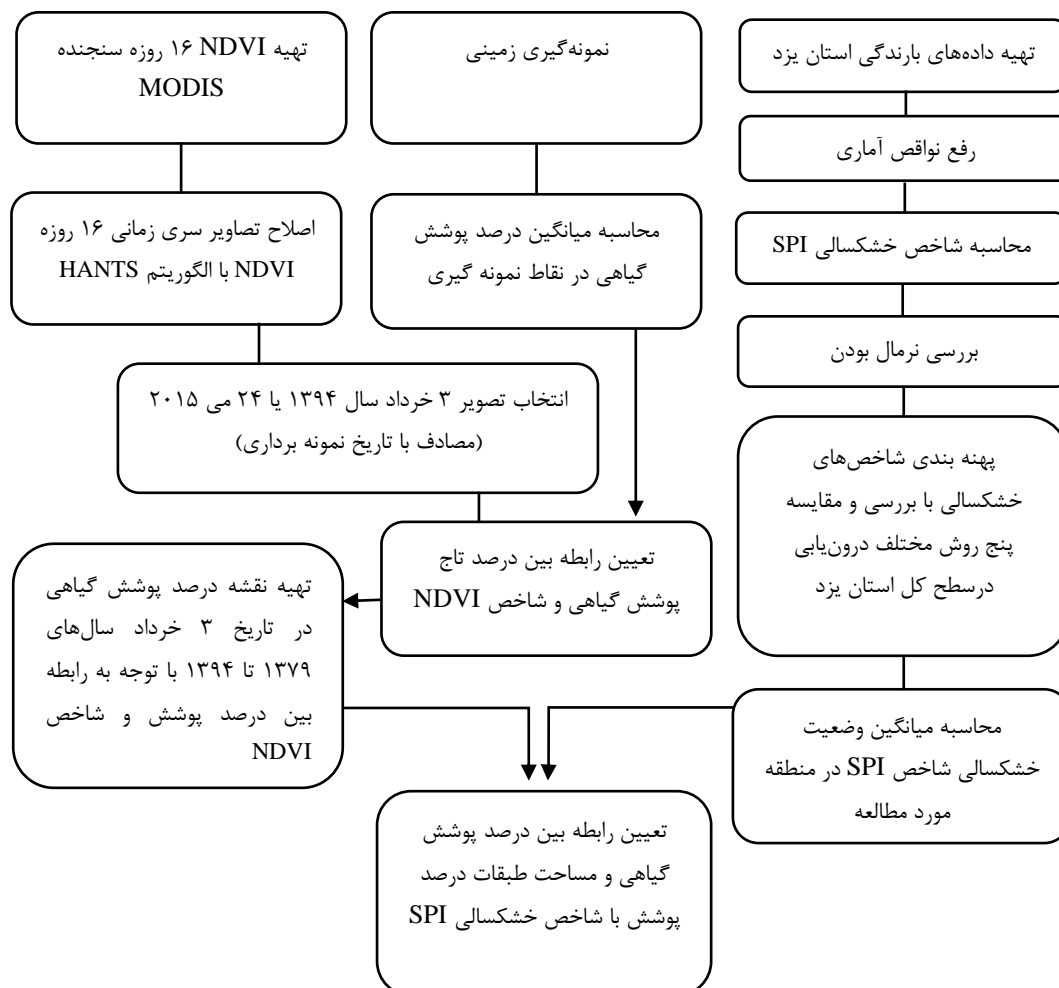 تهیه داده‌های بارندگی استان یزد
رفع نواقص آماری
محاسبه شاخص خشکسالی SPI
بررسی نرمال بودن
پهنه بندی شاخص‌های
خشکسالی با بررسی و مقایسه
پنج روش مختلف درون‌یابی
درسطح کل استان یزد
محاسبه میانگین وضعیت
خشکسالی شاخص SPI در منطقه
مورد مطالعه
نمونه‌گیری زمینی
محاسبه میانگین درصد پوشش
گیاهی در نقاط نمونه گیری
تهیه NDVI ۱۶ روزه سنجنده
MODIS
اصلاح تصاویر سری زمانی ۱۶ روزه
NDVI با الگوریتم HANTS
انتخاب تصویر ۳ خرداد سال ۱۳۹۴ یا ۲۴ می ۲۰۱۵
(مصادف با تاریخ نمونه برداری)
تعیین رابطه بین درصد تاج
پوشش گیاهی و شاخص NDVI
تهیه نقشه درصد پوشش گیاهی
در تاریخ ۳ خرداد سال‌های
۱۳۷۹ تا ۱۳۹۴ با توجه به رابطه
بین درصد پوشش و شاخص
NDVI
تعیین رابطه بین درصد پوشش
گیاهی و مساحت طبقات درصد
پوشش با شاخص خشکسالی SPI